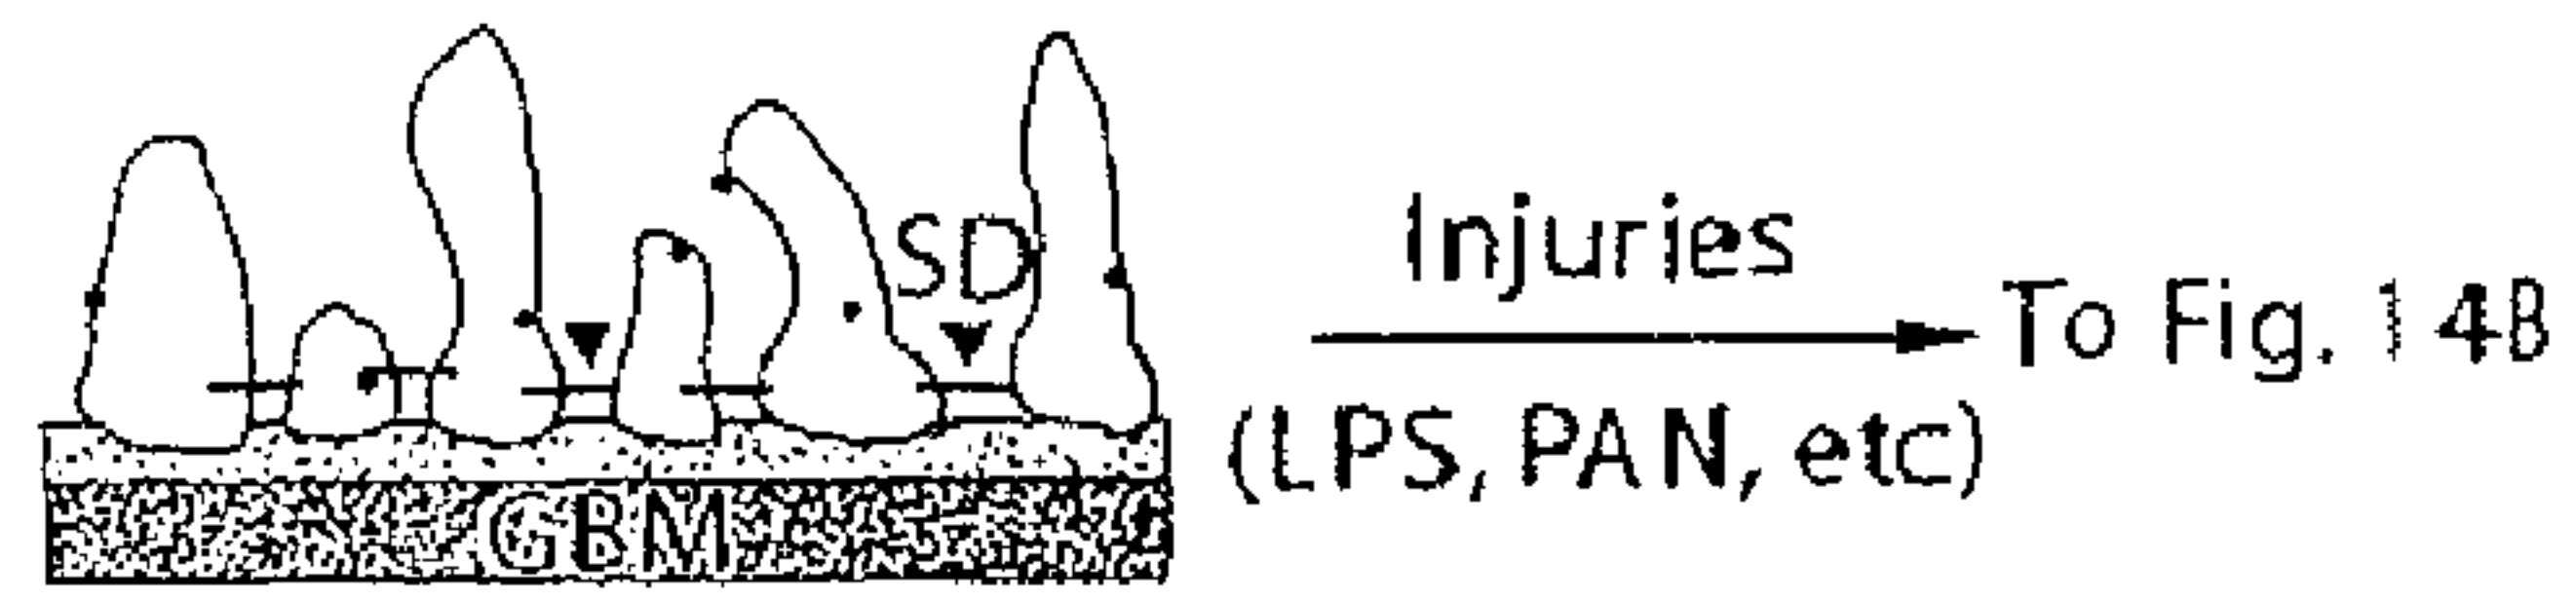 SD
Injuries
To Fig. 14B
(LPS, PAN, etc)
GBM